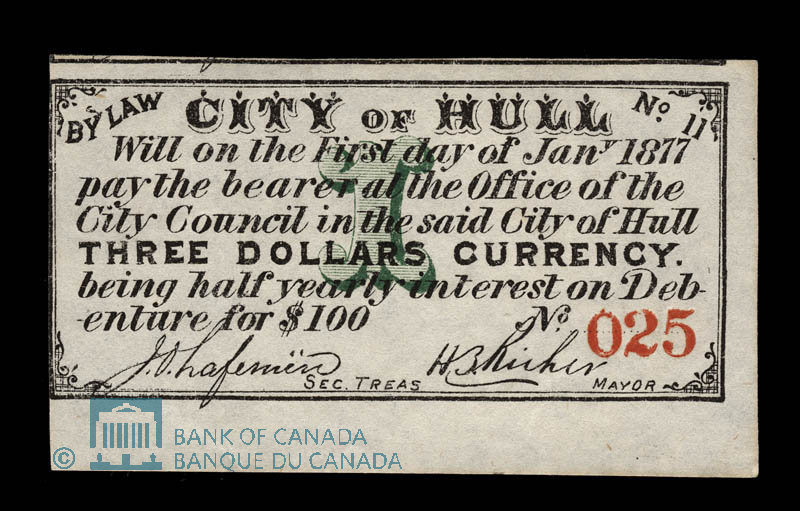 BY LAW CITY OF HULL No. 11
Will on the First day of Jany 1877
pay the bearer at the Office of the
City Council in the said City of Hull
THREE DOLLARS CURRENCY.
being half yearly interest on Deb-
-enture for $100 No. 025
SEC. TREAS
MAYOR
1
© BANK OF CANADA
BANQUE DU CANADA